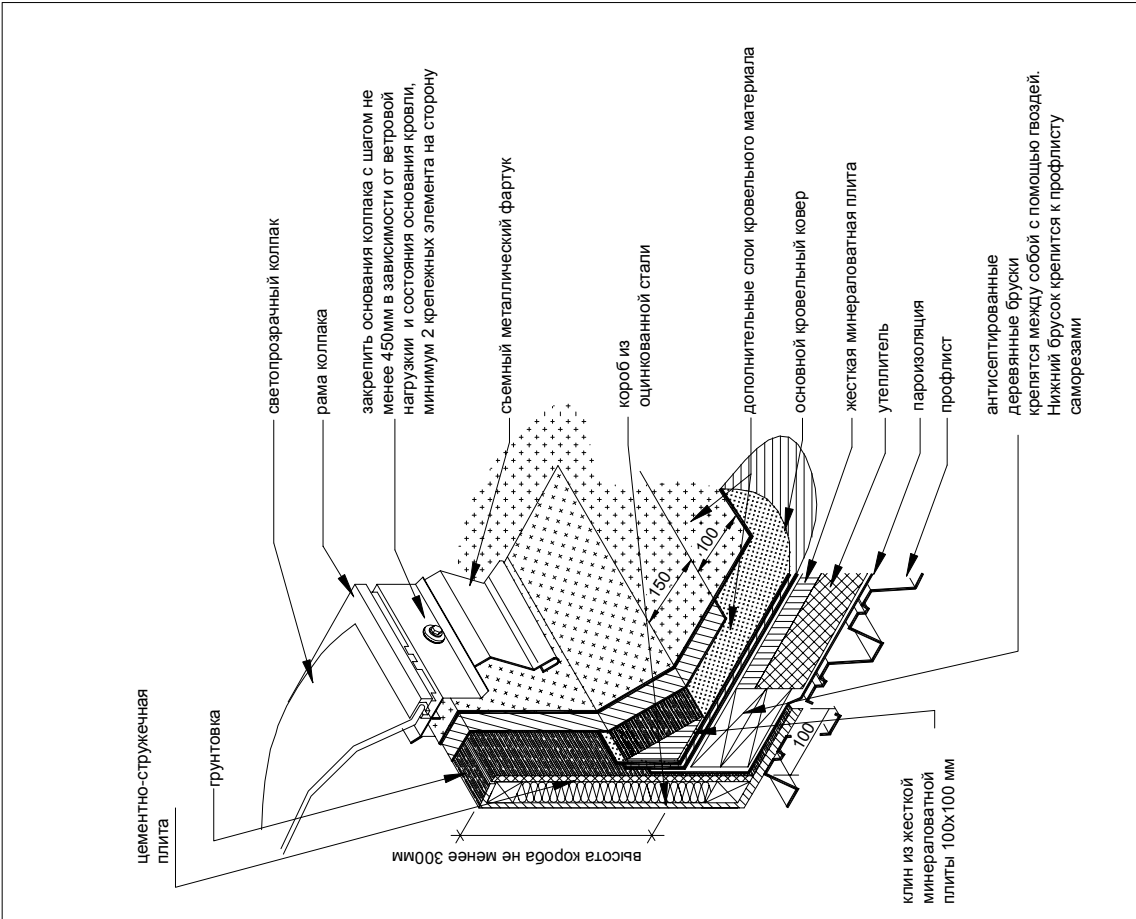 цементно-стружечная
плита
грунтовка
светопрозрачный колпак
рама колпака
закрепить основания колпака с шагом не
менее 450мм в зависимости от ветровой
нагрузкии и состояния основания кровли,
минимум 2 крепежных элемента на сторону
съемный металлический фартук
короб из
оцинкованной стали
дополнительные слои кровельного материала
основной кровельный ковер
жесткая минераловатная плита
утеплитель
пароизоляция
профлист
антисептированные
деревянные бруски
крепятся между собой с помощью гвоздей.
Нижний брусок крепится к профлисту
саморезами
150
100
100
высота короба не менее 300мм
клин из жесткой
минераловатной
плиты 100х100 мм